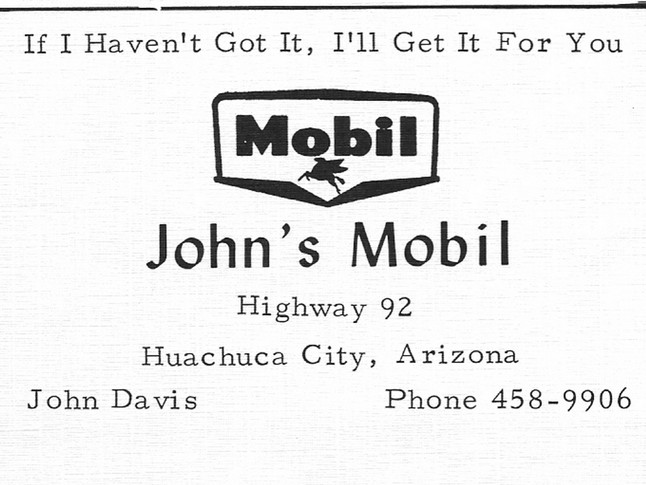 If I Haven't Got It, I'll Get It For You
Mobil
John's Mobil
Highway 92
Huachuca City, Arizona
John Davis Phone 458-9906